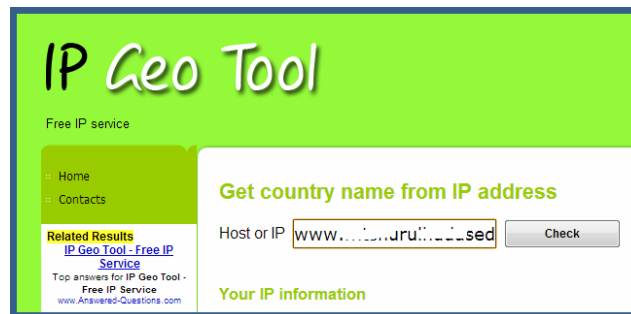 IP Geo Tool
Free IP service
Home
Contacts
Related Results
IP Geo Tool - Free IP
Service
Top answers for IP Geo Tool -
Free IP Service
www.Answered-Questions.com
Get country name from IP address
Host or IP
Check
Your IP information